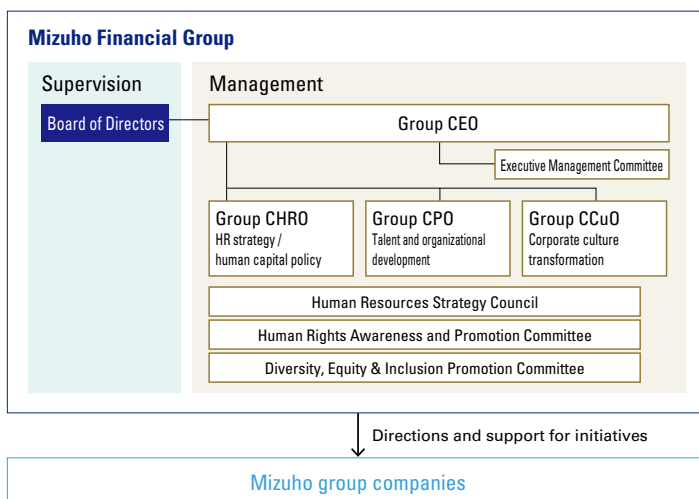 Mizuho Financial Group
Supervision
Management
Board of Directors
Group CEO
Executive Management Committee
Group CHRO
HR strategy /
human capital policy
Group CPO
Talent and organizational
development
Group CCuO
Corporate culture
transformation
Human Resources Strategy Council
Human Rights Awareness and Promotion Committee
Diversity, Equity & Inclusion Promotion Committee
Directions and support for initiatives
Mizuho group companies